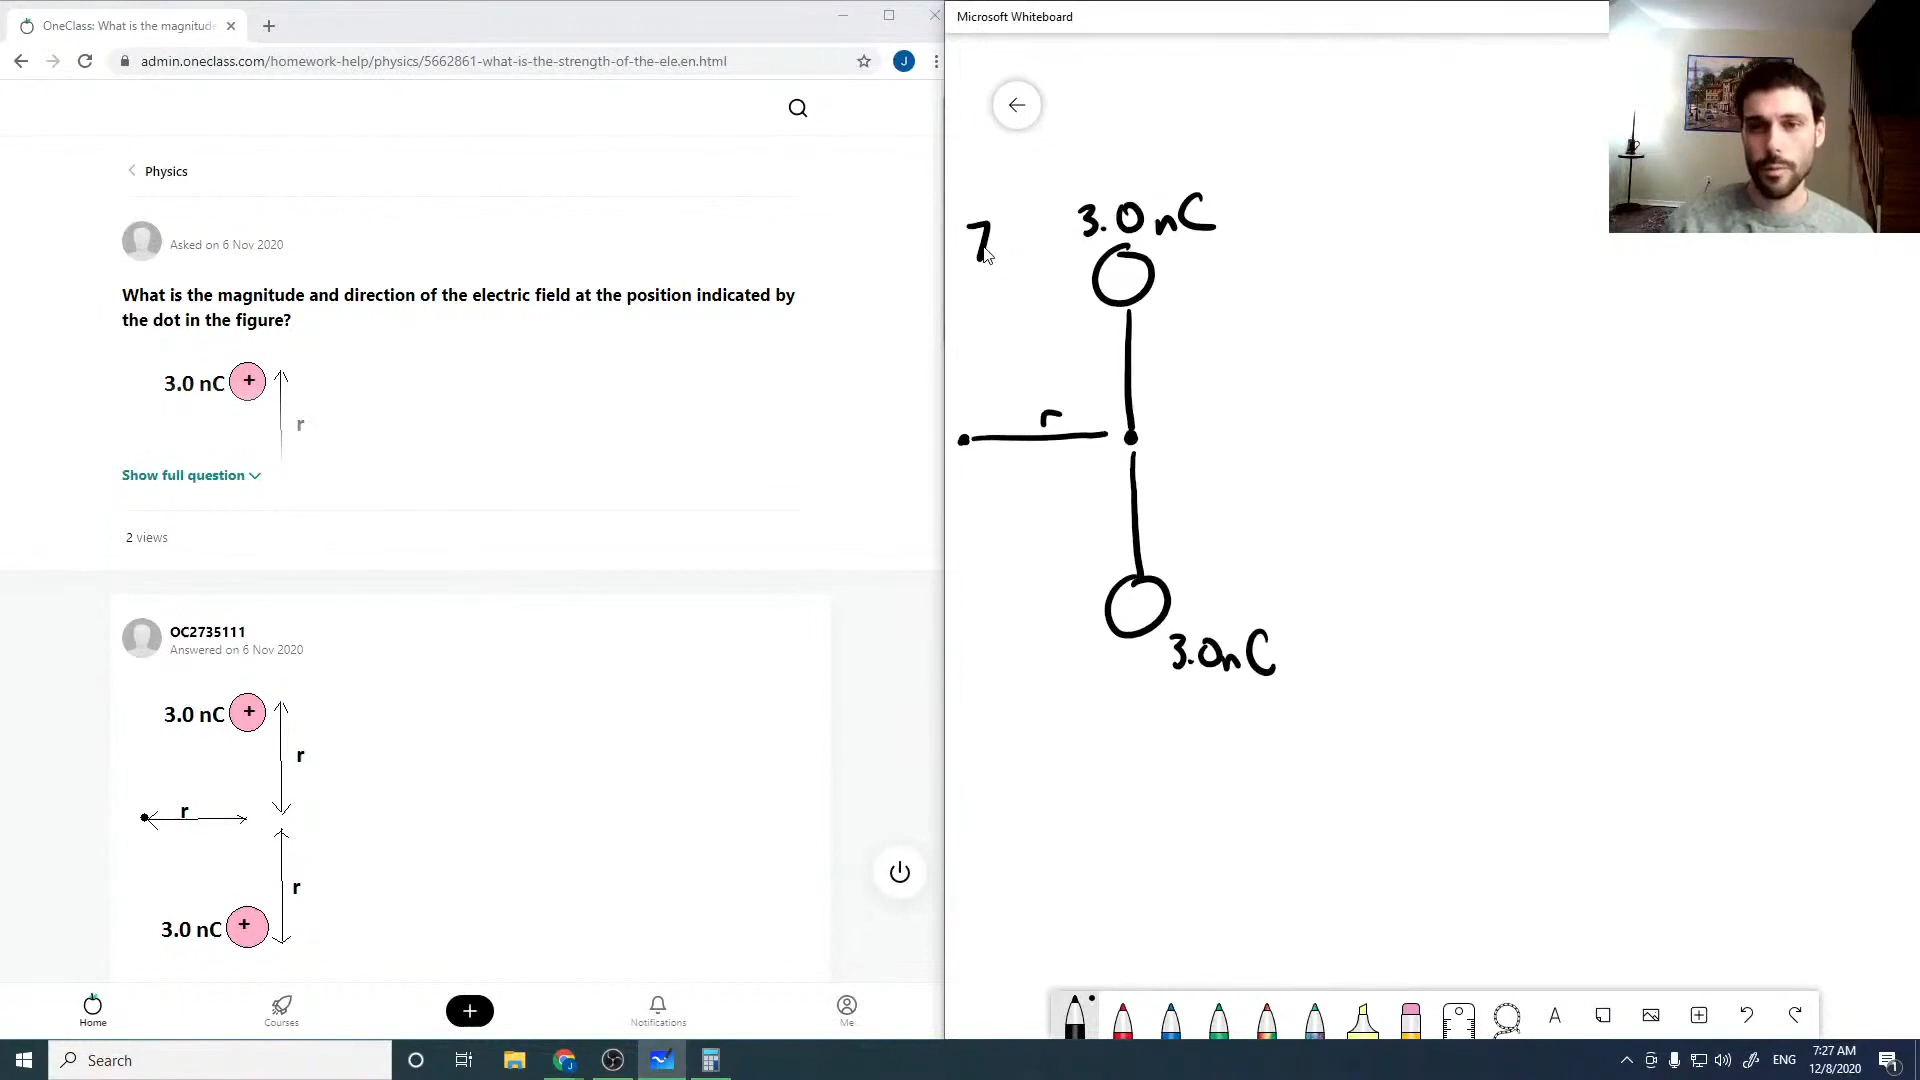 OneClass: What is the magnitude
Microsoft Whiteboard
admin.oneclass.com/homework-help/physics/5662861-what-is-the-strength-of-the-ele.en.html
J
Physics
Asked on 6 Nov 2020
What is the magnitude and direction of the electric field at the position indicated by
the dot in the figure?
3.0 nC +
r
Show full question
2 views
OC2735111
Answered on 6 Nov 2020
3.0 nC +
r
r
r
3.0 nC +
Home
Courses
Notifications
Me
7
3.0nC
r
3.0nC
A
Search
ENG
7:27 AM
12/8/2020
1